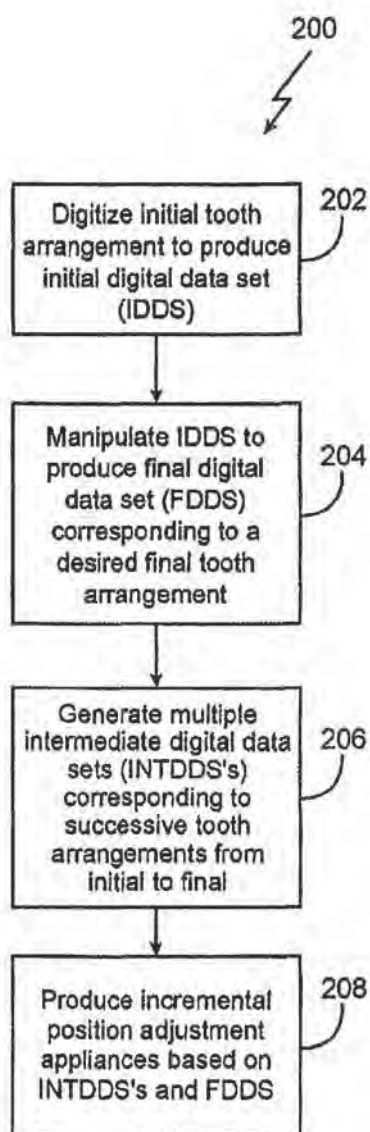 200
Digitize initial tooth
arrangement to produce
initial digital data set
(IDDS)
202
Manipulate IDDS to
produce final digital
data set (FDDS)
corresponding to a
desired final tooth
arrangement
204
Generate multiple
intermediate digital data
sets (INTDDS's)
corresponding to
successive tooth
arrangements from
initial to final
206
Produce incremental
position adjustment
appliances based on
INTDDS's and FDDS
208